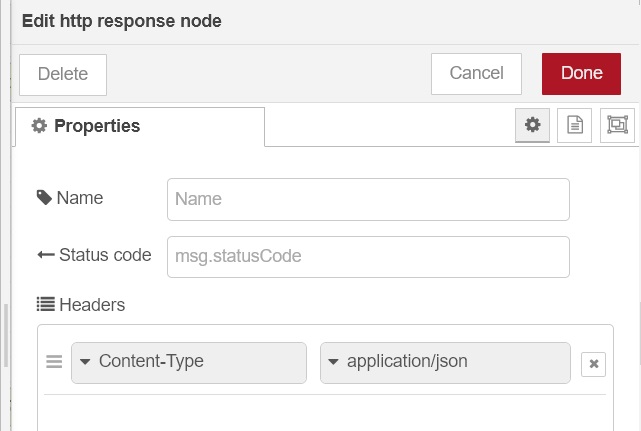 Edit http response node
Delete
Cancel
Done
Properties
Name
Name
Status code
msg.statusCode
Headers
Content-Type
application/json